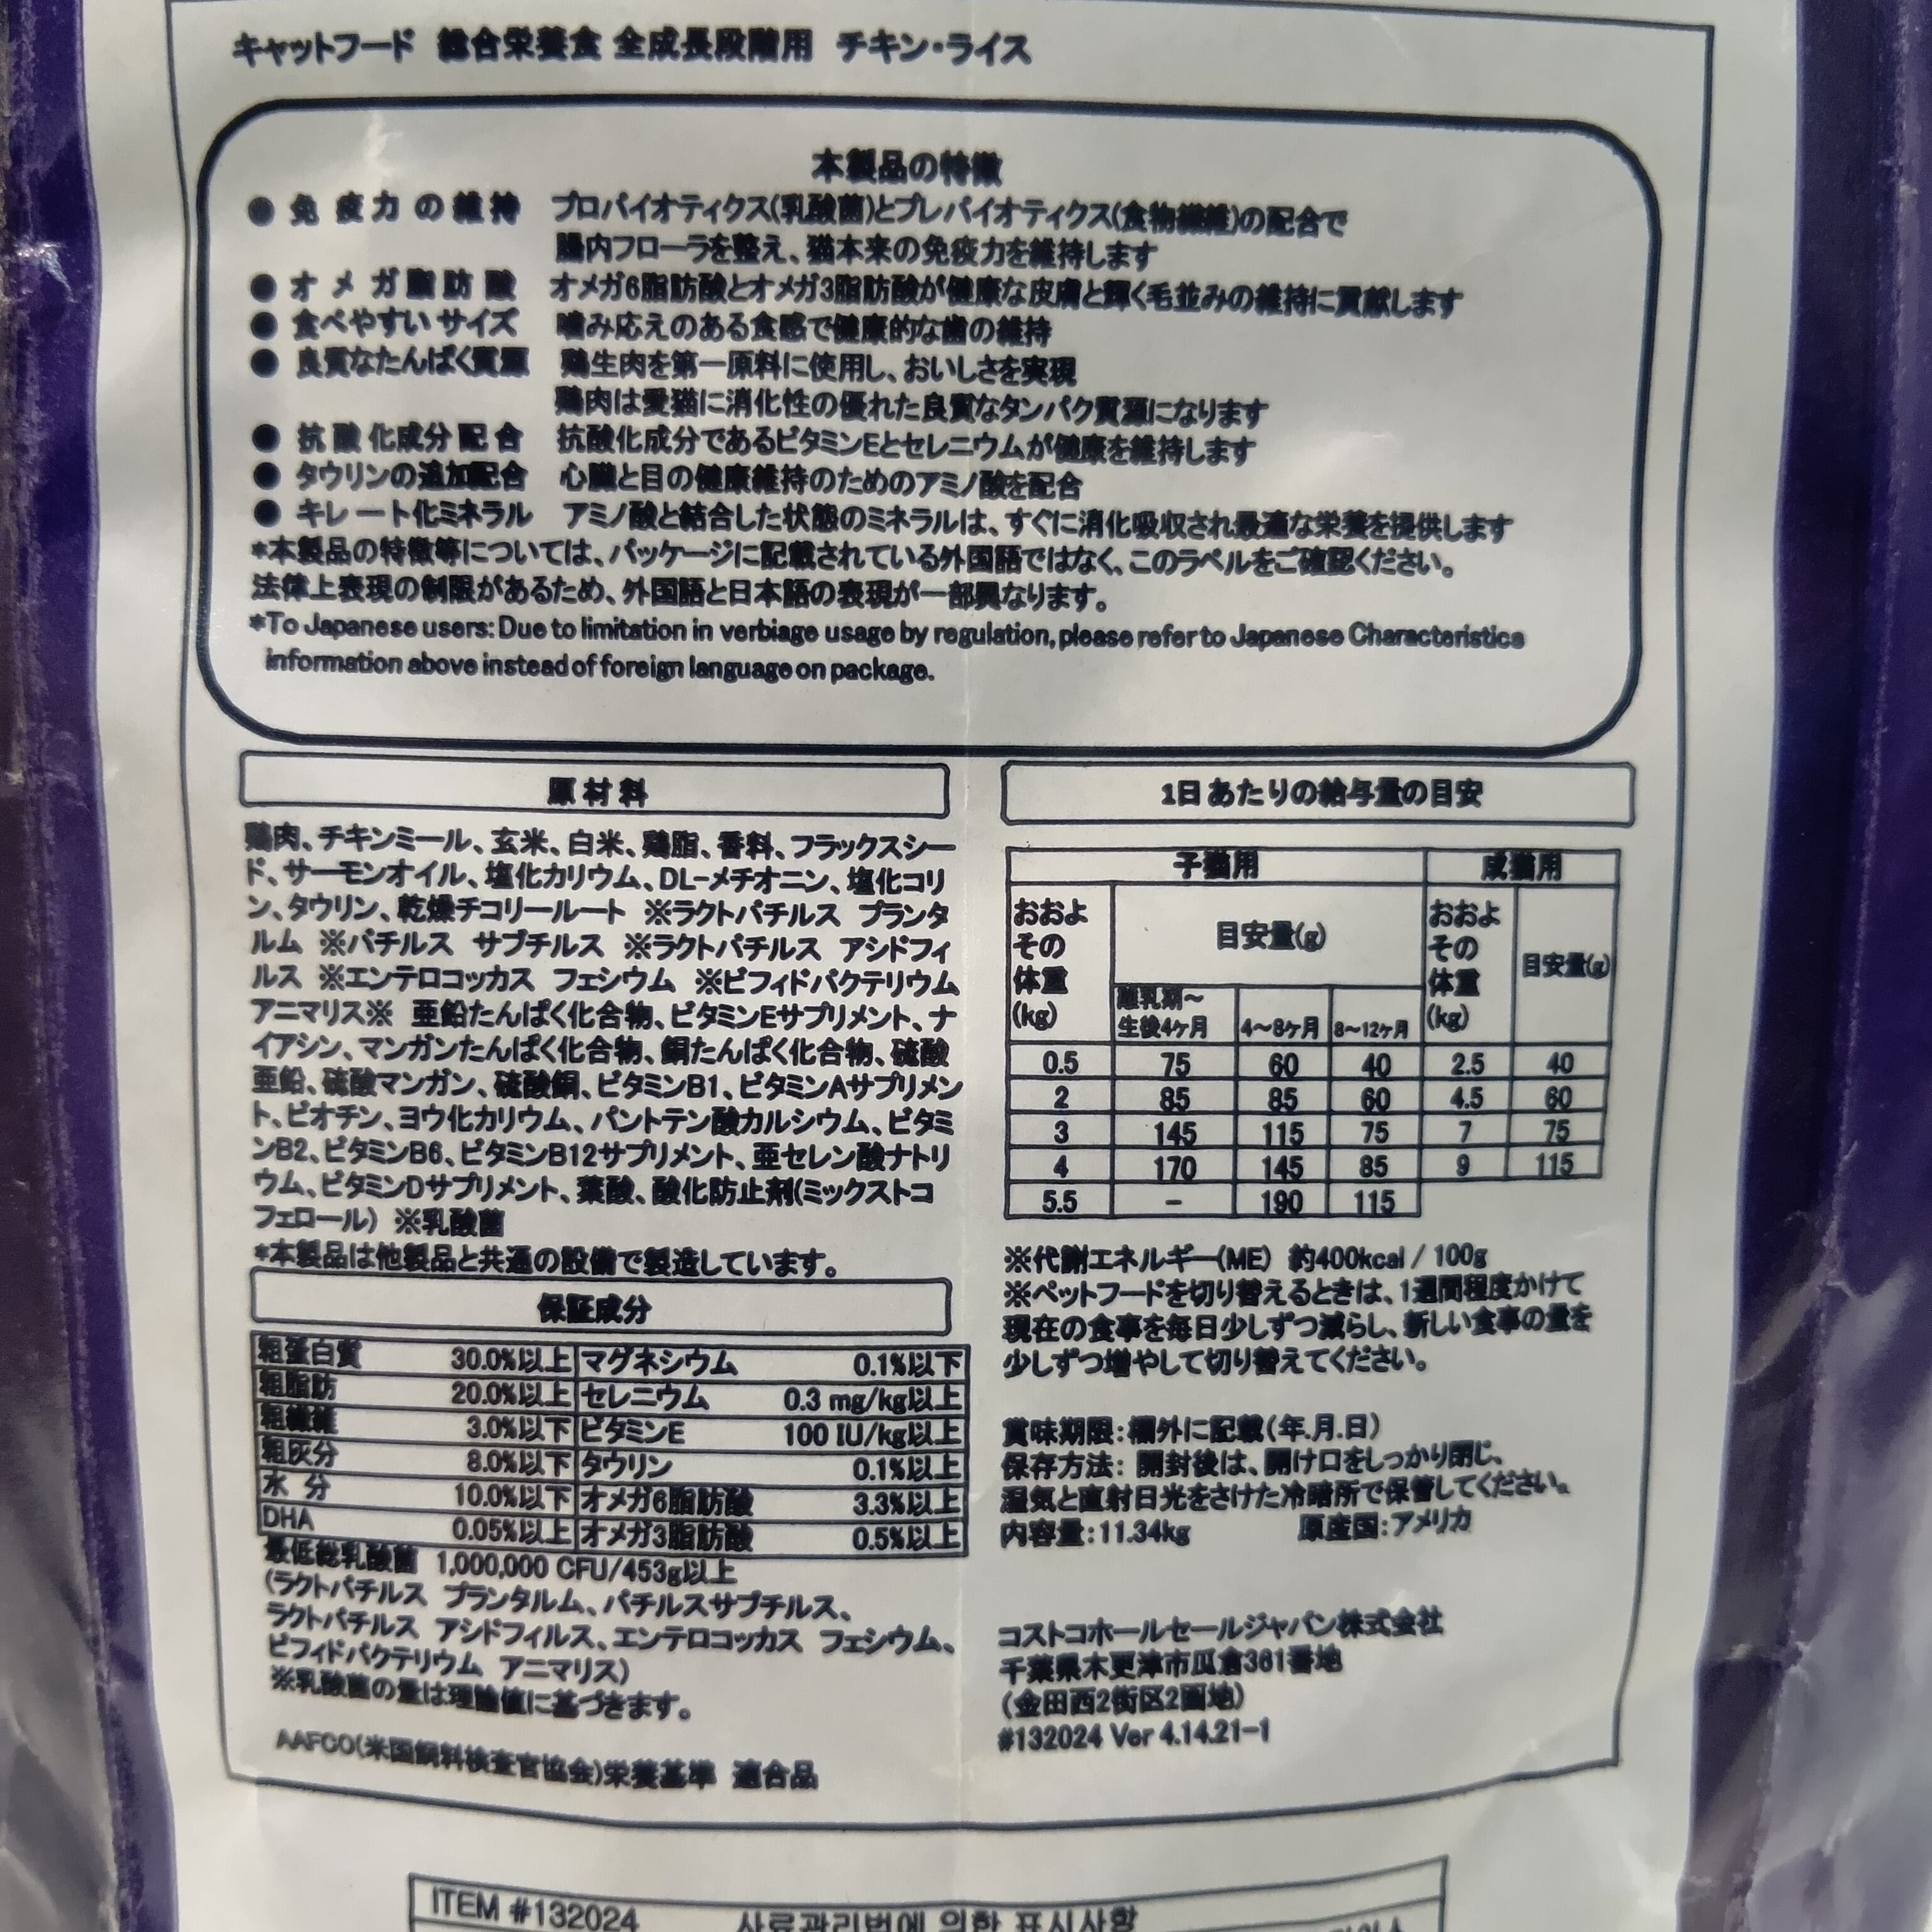 キャットフード 総合栄養食 全成長段階用 チキン・ライス
本製品の特徴
● 免疫力の維持 プロバイオティクス(乳酸菌)とプレバイオティクス(食物繊維)の配合で
腸内フローラを整え、猫本来の免疫力を維持します
● オメガ脂肪酸 オメガ6脂肪酸とオメガ3脂肪酸が健康な皮膚と輝く毛並みの維持に貢献します
● 食べやすいサイズ 噛み応えのある食感で健康的な歯の維持
● 良質なたんぱく質源 鶏生肉を第一原料に使用し、おいしさを実現
鶏肉は愛猫に消化性の優れた良質なタンパク質源になります
● 抗酸化成分配合 抗酸化成分であるビタミンEとセレニウムが健康を維持します
● タウリンの追加配合 心臓と目の健康維持のためのアミノ酸を配合
● キレート化ミネラル アミノ酸と結合した状態のミネラルは、すぐに消化吸収され最適な栄養を提供します
*本製品の特徴等については、パッケージに記載されている外国語ではなく、このラベルをご確認ください。
法律上表現の制限があるため、外国語と日本語の表現が一部異なります。
*To Japanese users: Due to limitation in verbiage usage by regulation, please refer to Japanese Characteristics
information above instead of foreign language on package.
原材料
鶏肉、チキンミール、玄米、白米、鶏脂、香料、フラックスシー
ド、サーモンオイル、塩化カリウム、DL-メチオニン、塩化コリ
ン、タウリン、乾燥チコリールート ※ラクトバチルス プランタ
ルム ※バチルス サブチルス ※ラクトバチルス アシドフィ
ルス ※エンテロコッカス フェシウム ※ビフィドバクテリウム
アニマリス※ 亜鉛たんぱく化合物、ビタミンEサプリメント、ナ
イアシン、マンガンたんぱく化合物、銅たんぱく化合物、硫酸
亜鉛、硫酸マンガン、硫酸銅、ビタミンB1、ビタミンAサプリメン
ト、ビオチン、ヨウ化カリウム、パントテン酸カルシウム、ビタミ
ンB2、ビタミンB6、ビタミンB12サプリメント、亜セレン酸ナトリ
ウム、ビタミンDサプリメント、葉酸、酸化防止剤(ミックストコ
フェロール) ※乳酸菌
*本製品は他製品と共通の設備で製造しています。
保証成分
粗蛋白質 30.0%以上 マグネシウム 0.1%以下
粗脂肪 20.0%以上 セレニウム 0.3 mg/kg以上
粗繊維 3.0%以下 ビタミンE 100 IU/kg以上
粗灰分 8.0%以下 タウリン 0.1%以上
水 分 10.0%以下 オメガ6脂肪酸 3.3%以上
DHA 0.05%以上 オメガ3脂肪酸 0.5%以上
最低総乳酸菌 1,000,000 CFU/453g以上
(ラクトバチルス プランタルム、バチルスサブチルス、
ラクトバチルス アシドフィルス、エンテロコッカス フェシウム、
ビフィドバクテリウム アニマリス)
※乳酸菌の量は理論値に基づきます。
AAFCO(米国飼料検査官協会)栄養基準 適合品
1日あたりの給与量の目安
子猫用 成猫用
おおよその体重(kg) 目安量(g) おおよその体重(kg) 目安量(g)
離乳期～生後4ヶ月 4～8ヶ月 8～12ヶ月
0.5 75 60 40 2.5 40
2 85 85 60 4.5 60
3 145 115 75 7 75
4 170 145 85 9 115
5.5 - 190 115
※代謝エネルギー(ME) 約400kcal / 100g
※ペットフードを切り替えるときは、1週間程度かけて
現在の食事を毎日少しずつ減らし、新しい食事の量を
少しずつ増やして切り替えてください。
賞味期限:欄外に記載(年.月.日)
保存方法: 開封後は、開け口をしっかり閉じ、
湿気と直射日光をさけた冷暗所で保管してください。
内容量:11.34kg 原産国:アメリカ
コストコホールセールジャパン株式会社
千葉県木更津市瓜倉361番地
(金田西2街区2画地)
#132024 Ver 4.14.21-1
ITEM #132024 사료관리법에 의한 표시사항